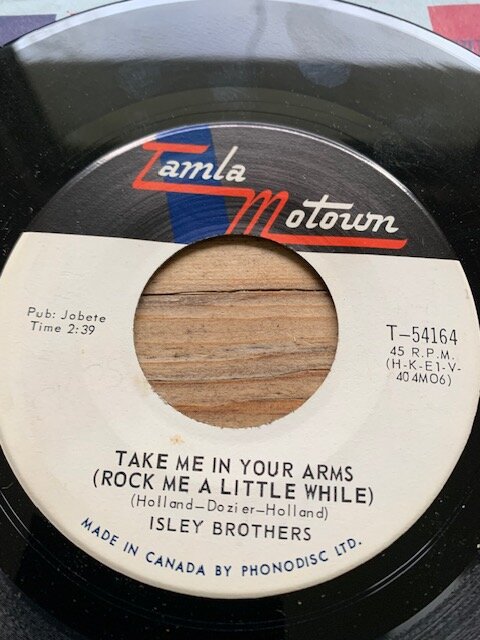 Tamla
Motown
Pub: Jobete
Time 2:39
T-54164
45 R.P.M.
(H-K-E1-V-
404M06)
TAKE ME IN YOUR ARMS
(ROCK ME A LITTLE WHILE)
(Holland-Dozier-Holland)
ISLEY BROTHERS
MADE IN CANADA BY PHONODISC LTD.